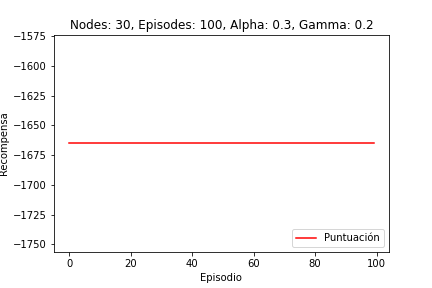 Nodes: 30, Episodes: 100, Alpha: 0.3, Gamma: 0.2
−1575
−1600
−1625
−1650
−1675
−1700
−1725
−1750
Recompensa
Puntuación
0 20 40 60 80 100
Episodio